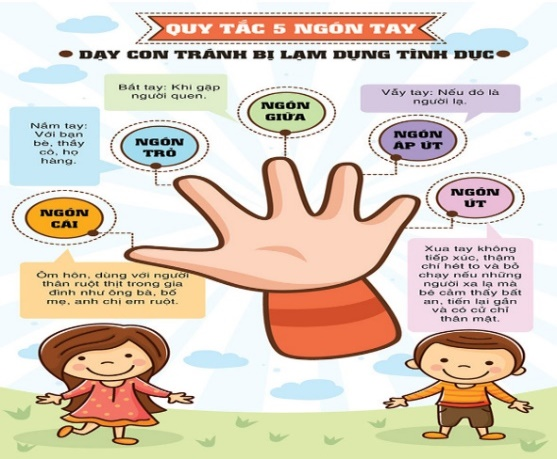 QUY TẮC 5 NGÓN TAY
DẠY CON TRÁNH BỊ LẠM DỤNG TÌNH DỤC
Bắt tay: Khi gặp
người quen.
NGÓN
GIỮA
Vẫy tay: Nếu đó là
người lạ.
Nắm tay:
Với bạn
bè, thầy
cô, họ
hàng.
NGÓN
TRỎ
NGÓN
ÁP ÚT
NGÓN
CÁI
NGÓN
ÚT
Ôm hôn, dùng với người
thân ruột thịt trong gia
đình như ông bà, bố
mẹ, anh chị em ruột.
Xua tay không
tiếp xúc, thậm
chí hét to và bỏ
chạy nếu những
người xa lạ mà
bé cảm thấy bất
an, tiến lại gần
và có cử chỉ
thân mật.